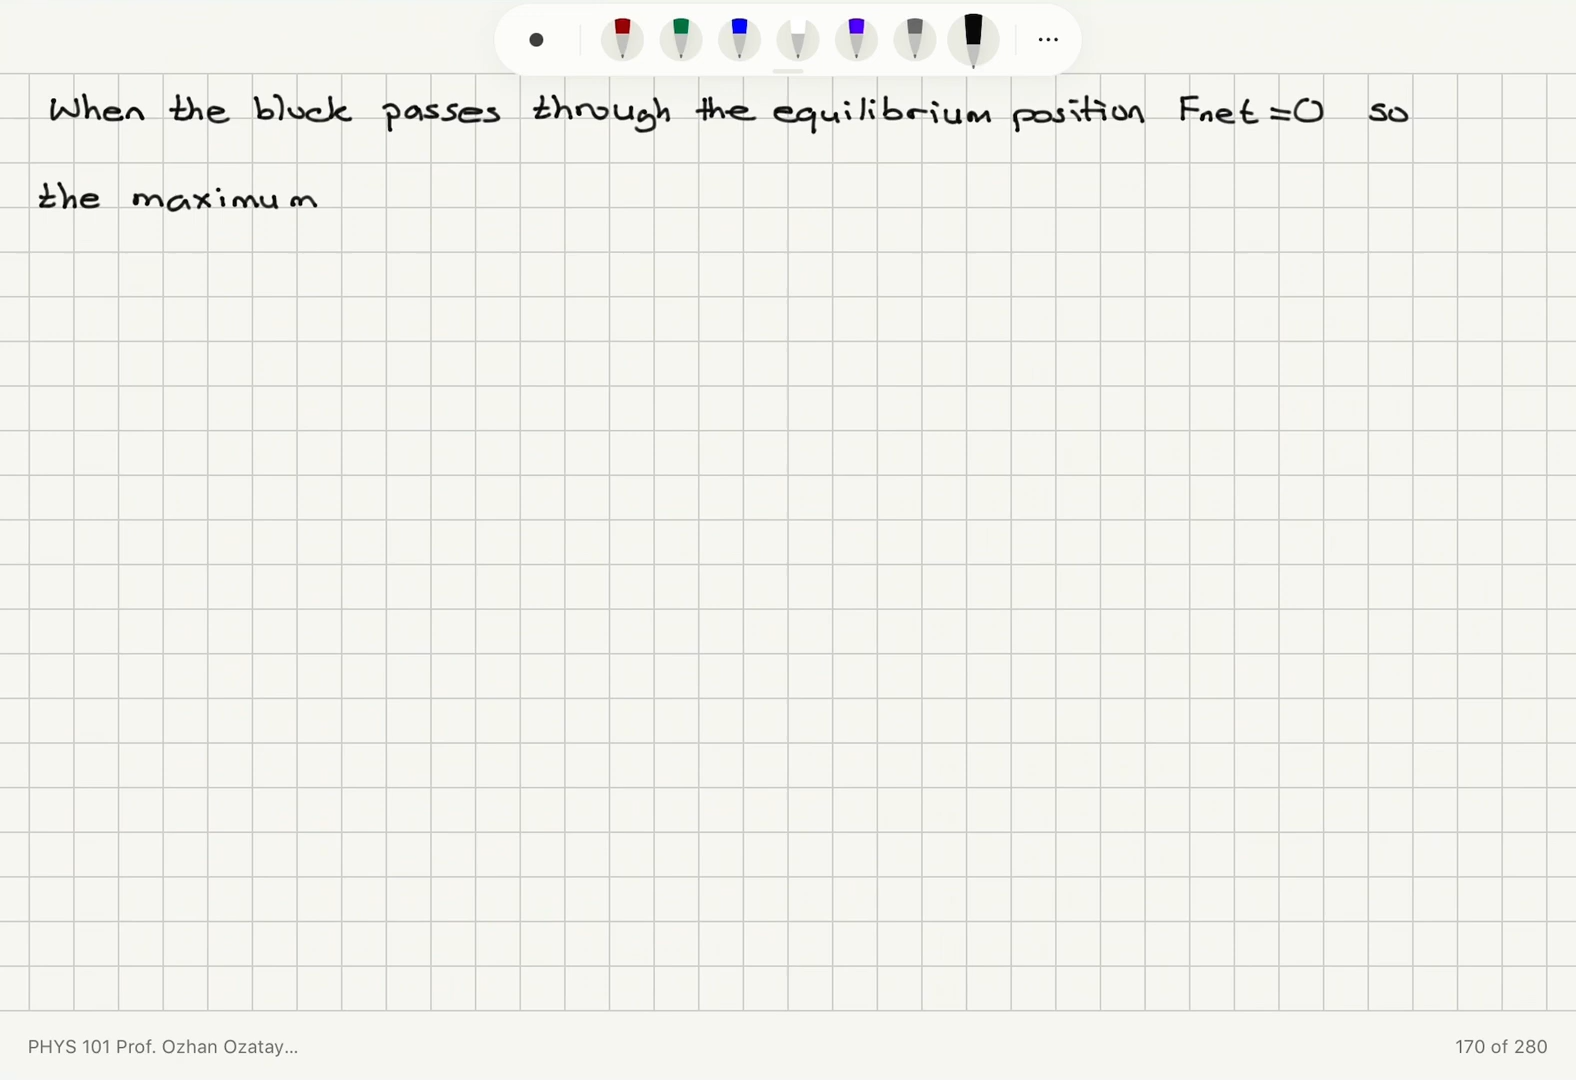 When the block passes through the equilibrium position Fnet =0 so
the maximum
PHYS 101 Prof. Ozhan Ozatay...
170 of 280